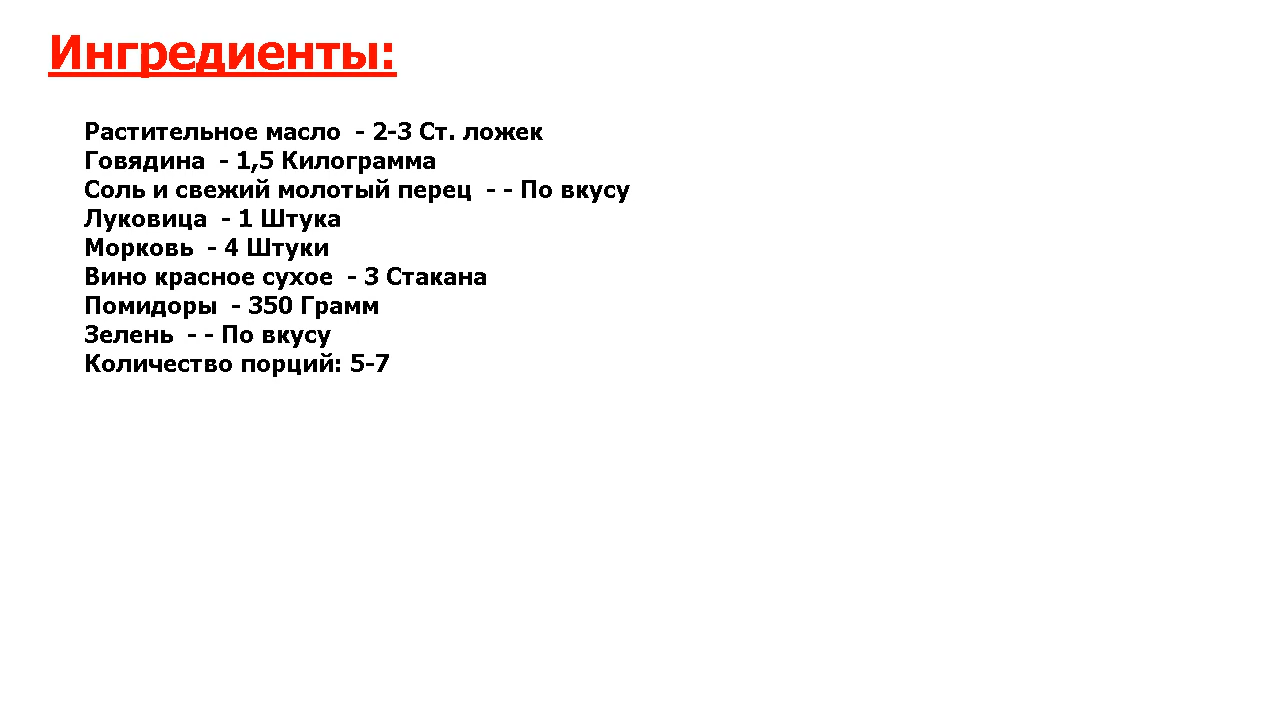 Ингредиенты:
Растительное масло  - 2-3 Ст. ложек
Говядина  - 1,5 Килограмма
Соль и свежий молотый перец  - - По вкусу
Луковица  - 1 Штука
Морковь  - 4 Штуки
Вино красное сухое  - 3 Стакана
Помидоры  - 350 Грамм
Зелень  - - По вкусу
Количество порций: 5-7